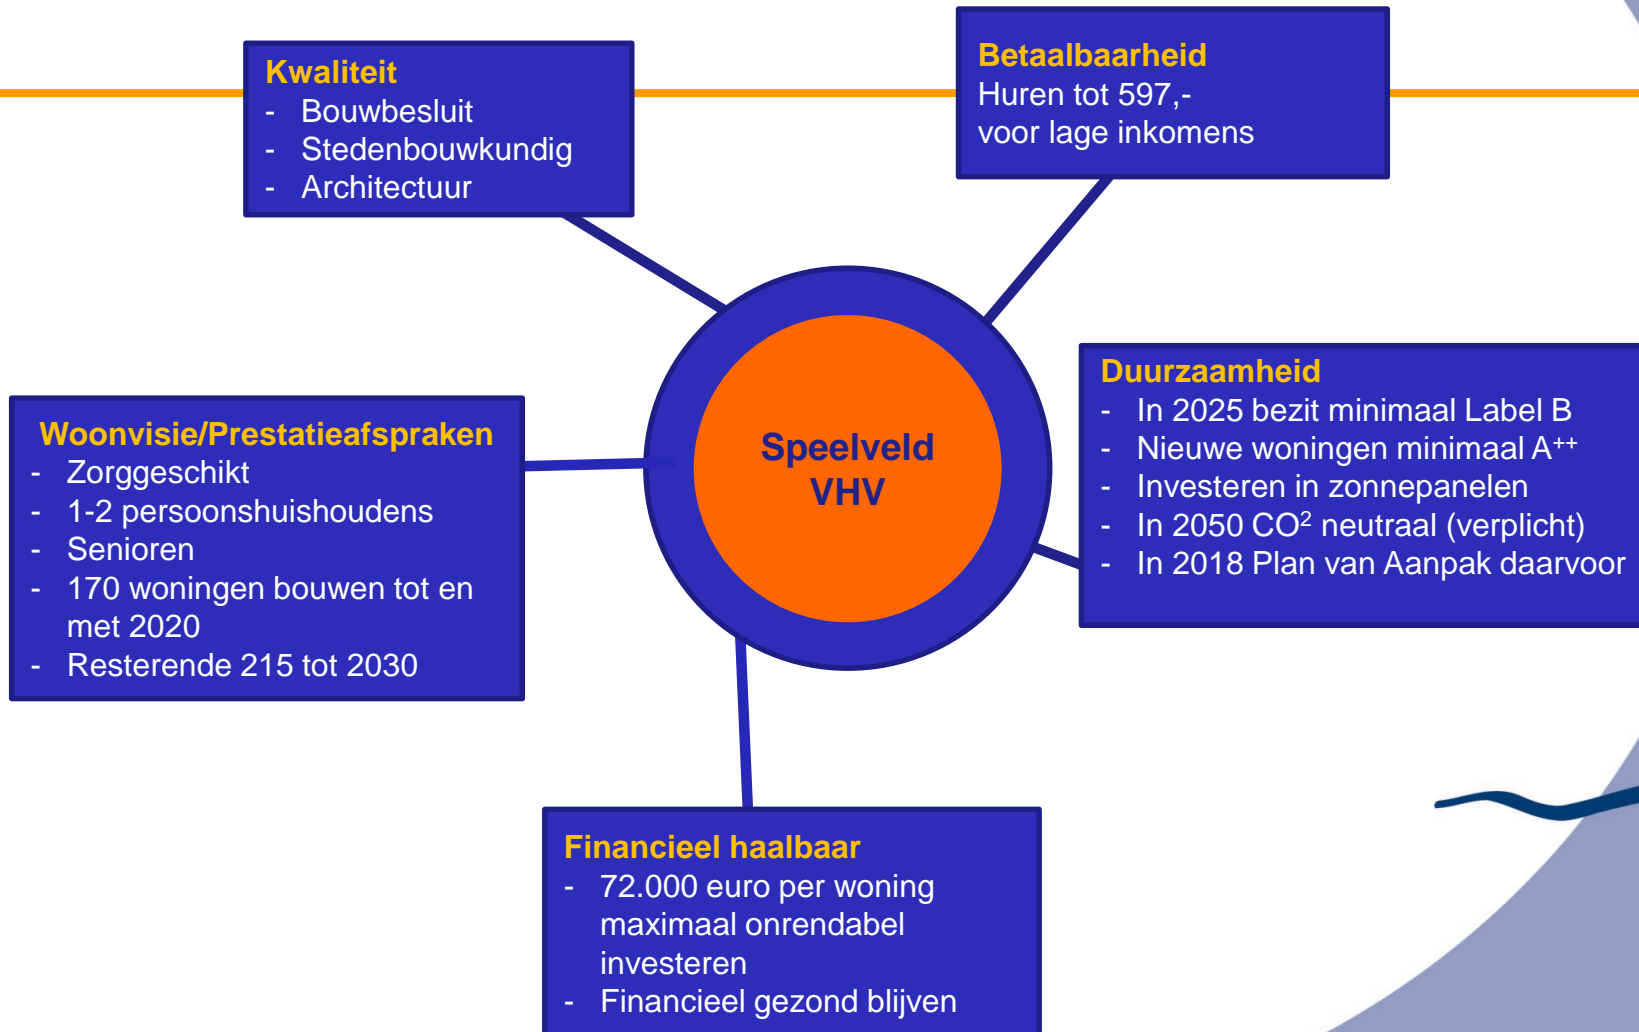 Kwaliteit
- Bouwbesluit
- Stedenbouwkundig
- Architectuur
Betaalbaarheid
Huren tot 597,-
voor lage inkomens
Speelveld
VHV
Duurzaamheid
- In 2025 bezit minimaal Label B
- Nieuwe woningen minimaal A⁺⁺
- Investeren in zonnepanelen
- In 2050 CO² neutraal (verplicht)
- In 2018 Plan van Aanpak daarvoor
Woonvisie/Prestatieafspraken
- Zorggeschikt
- 1-2 persoonshuishoudens
- Senioren
- 170 woningen bouwen tot en
met 2020
- Resterende 215 tot 2030
Financieel haalbaar
- 72.000 euro per woning
maximaal onrendabel
investeren
- Financieel gezond blijven